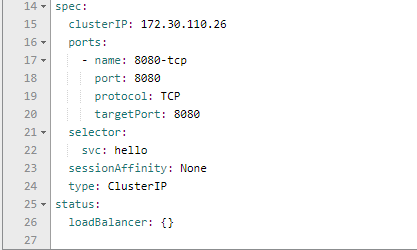 14 spec:
15 clusterIP: 172.30.110.26
16 ports:
17 - name: 8080-tcp
18 port: 8080
19 protocol: TCP
20 targetPort: 8080
21 selector:
22 svc: hello
23 sessionAffinity: None
24 type: ClusterIP
25 status:
26 loadBalancer: {}
27